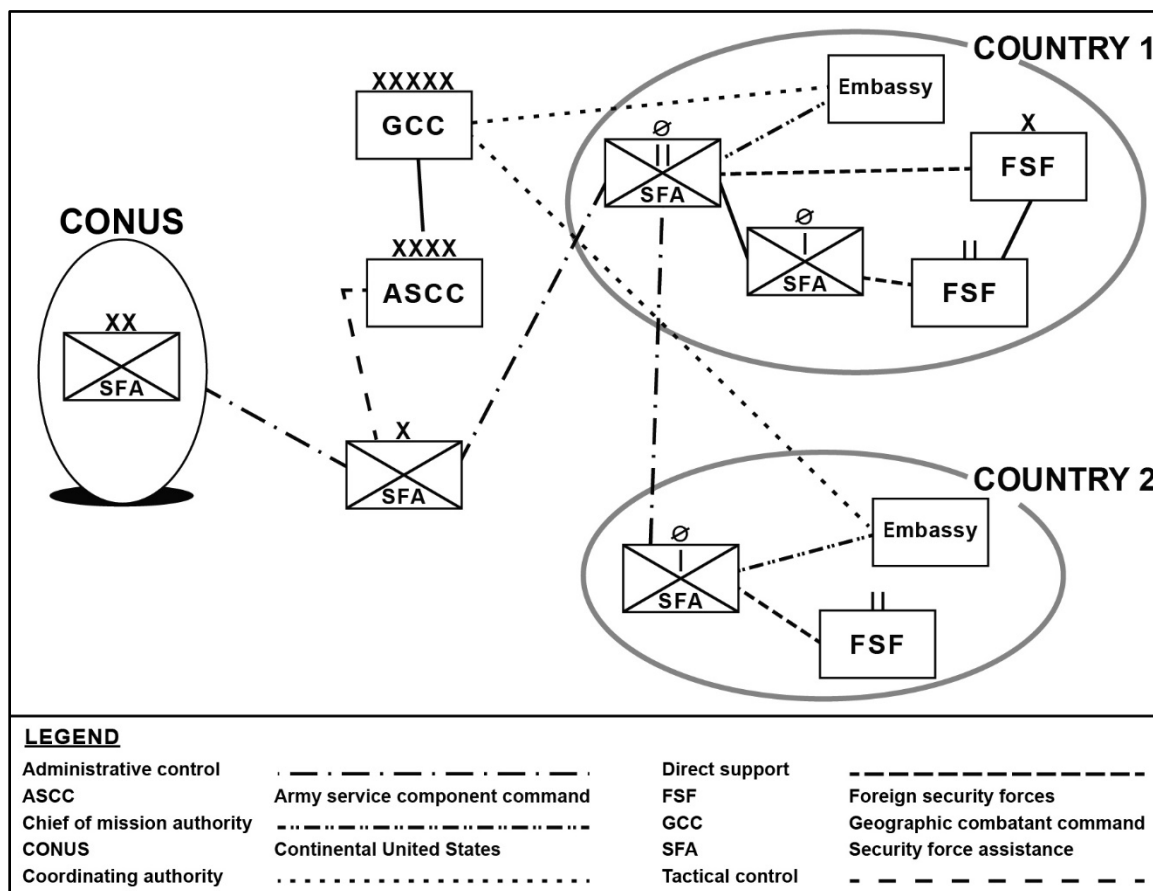 COUNTRY 1
XXXXX
GCC
Embassy
Ø
II
SFA
X
FSF
CONUS
XXXX
ASCC
Ø
I
SFA
II
FSF
XX
SFA
X
SFA
COUNTRY 2
Embassy
Ø
I
SFA
II
FSF
LEGEND
Administrative control
Direct support
ASCC Army service component command
FSF Foreign security forces
Chief of mission authority
GCC Geographic combatant command
CONUS Continental United States
SFA Security force assistance
Coordinating authority
Tactical control